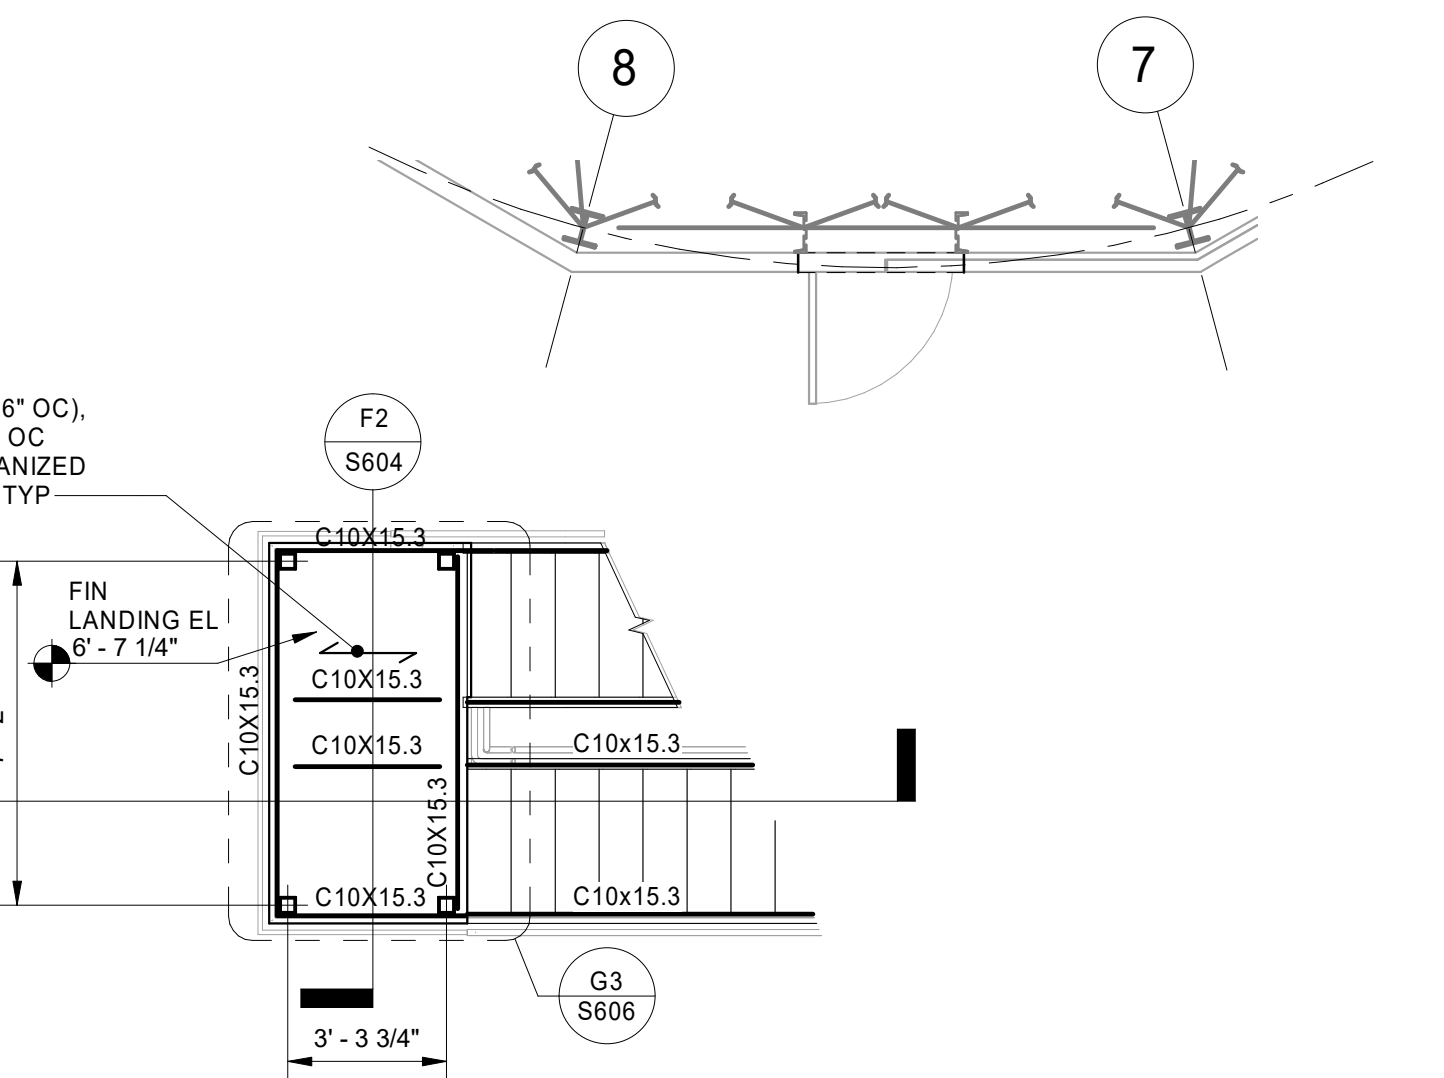 8
7
6" OC),
OC
ANIZED
TYP
F2
S604
C10X15.3
FIN
LANDING EL
6' - 7 1/4"
C10X15.3
C10X15.3
C10X15.3
C10x15.3
C10X15.3
C10X15.3
C10x15.3
G3
S606
3' - 3 3/4"